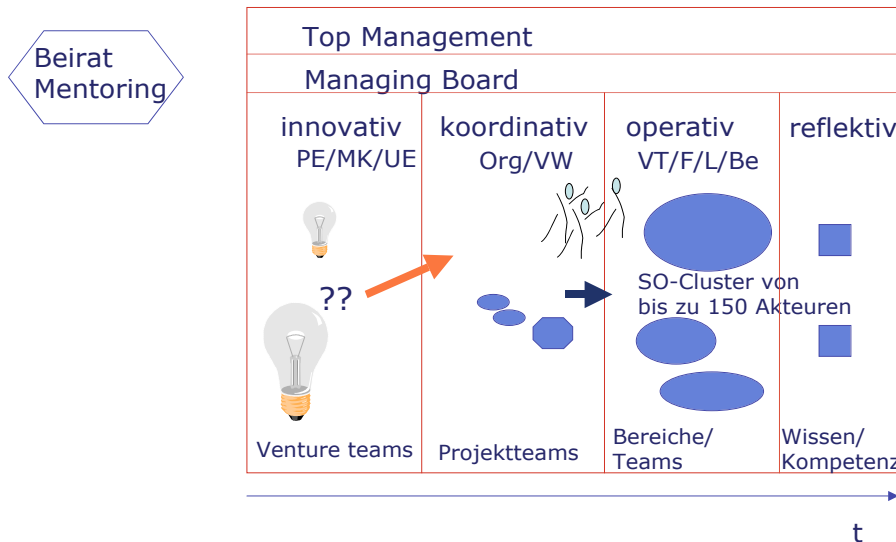 Beirat
Mentoring
Top Management
Managing Board
innovativ
PE/MK/UE
koordinativ
Org/VW
operativ
VT/F/L/Be
reflektiv
??
SO-Cluster von
bis zu 150 Akteuren
Venture teams
Projektteams
Bereiche/
Teams
Wissen/
Kompetenz
t